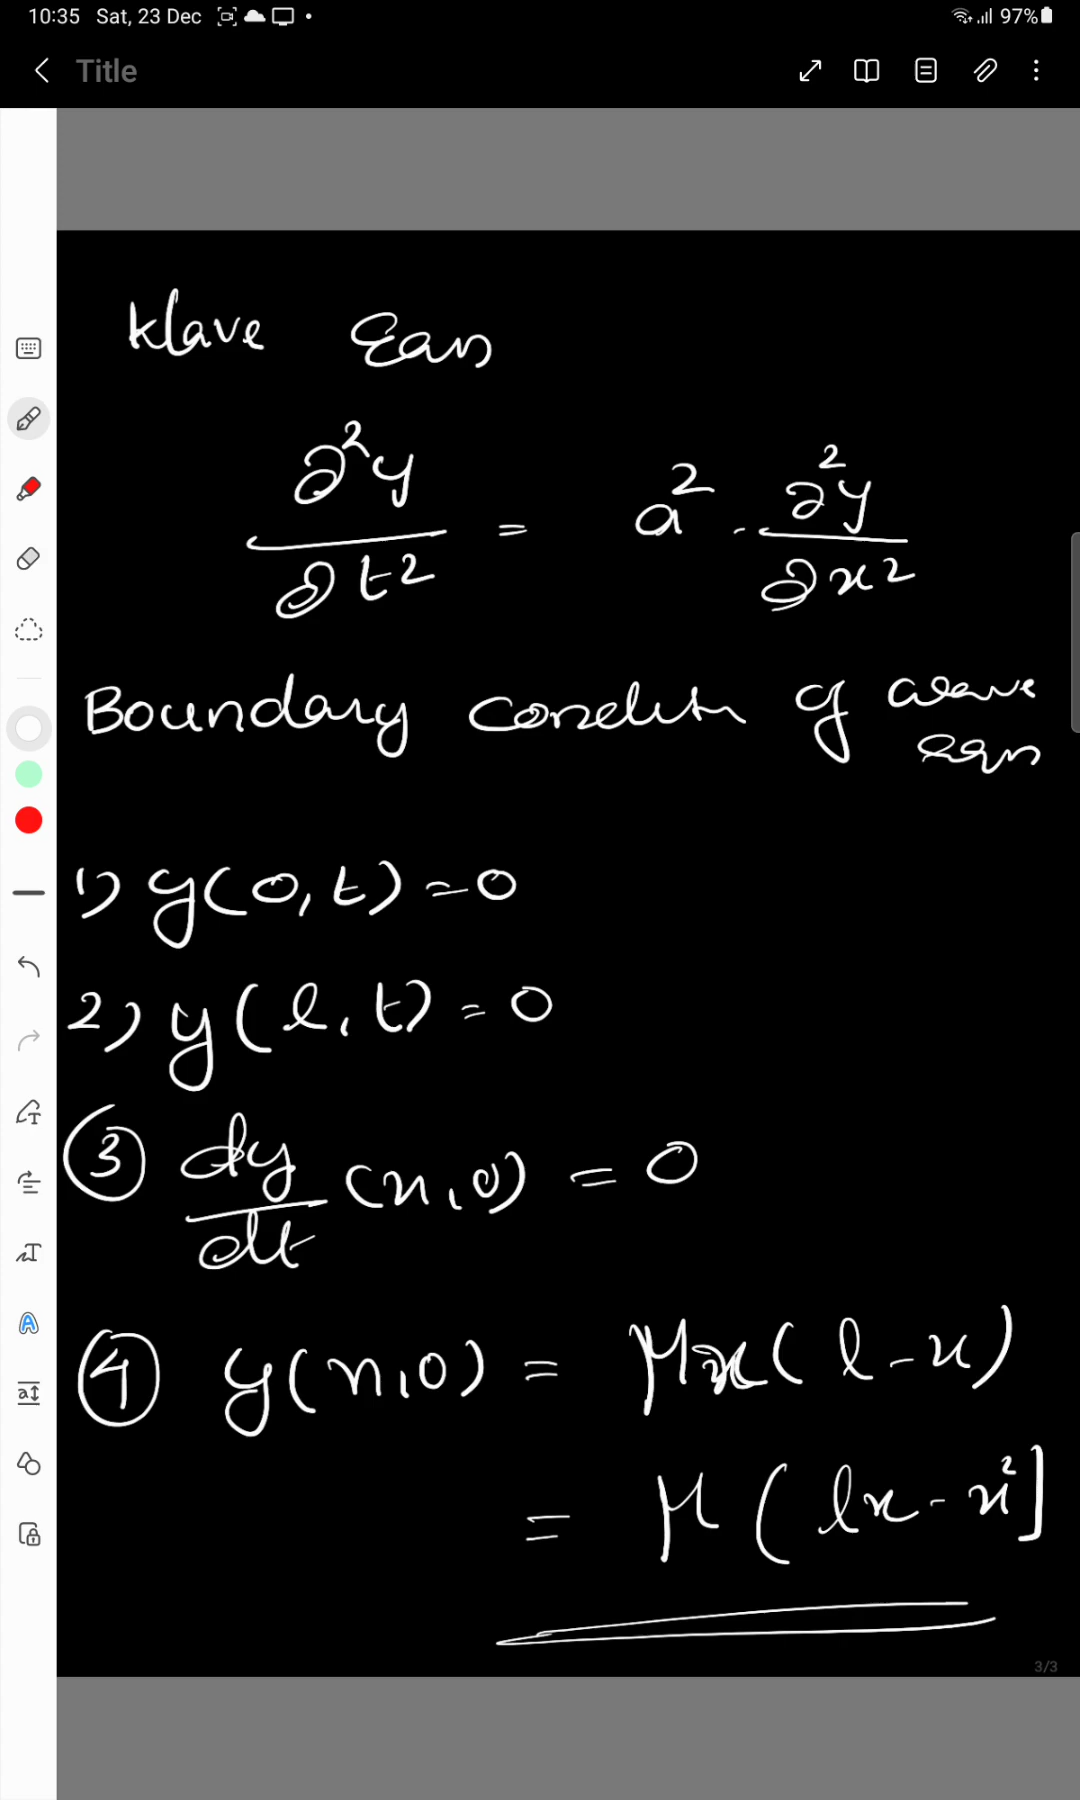 10:35 Sat, 23 Dec 97%
Title
Wave Eqn
∂²y/∂t² = a² · ∂²y/∂x²
Boundary condition of wave
eqn
1) y(0,t)=0
2) y(l,t)=0
③ dy/dt (x,0) = 0
④ y(x,0) = μx(l-x)
= μ(lx-x²]
3/3